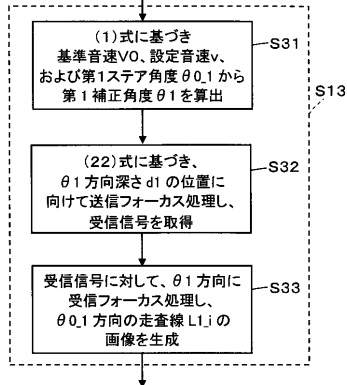 (1)式に基づき
基準音速V0、設定音速v、
および第1ステア角度θ0_1から
第1補正角度θ1を算出
S31
S13
(22)式に基づき、
θ1方向深さd1の位置に
向けて送信フォーカス処理し、
受信信号を取得
S32
受信信号に対して、θ1方向に
受信フォーカス処理し、
θ0_1方向の走査線L1_iの
画像を生成
S33